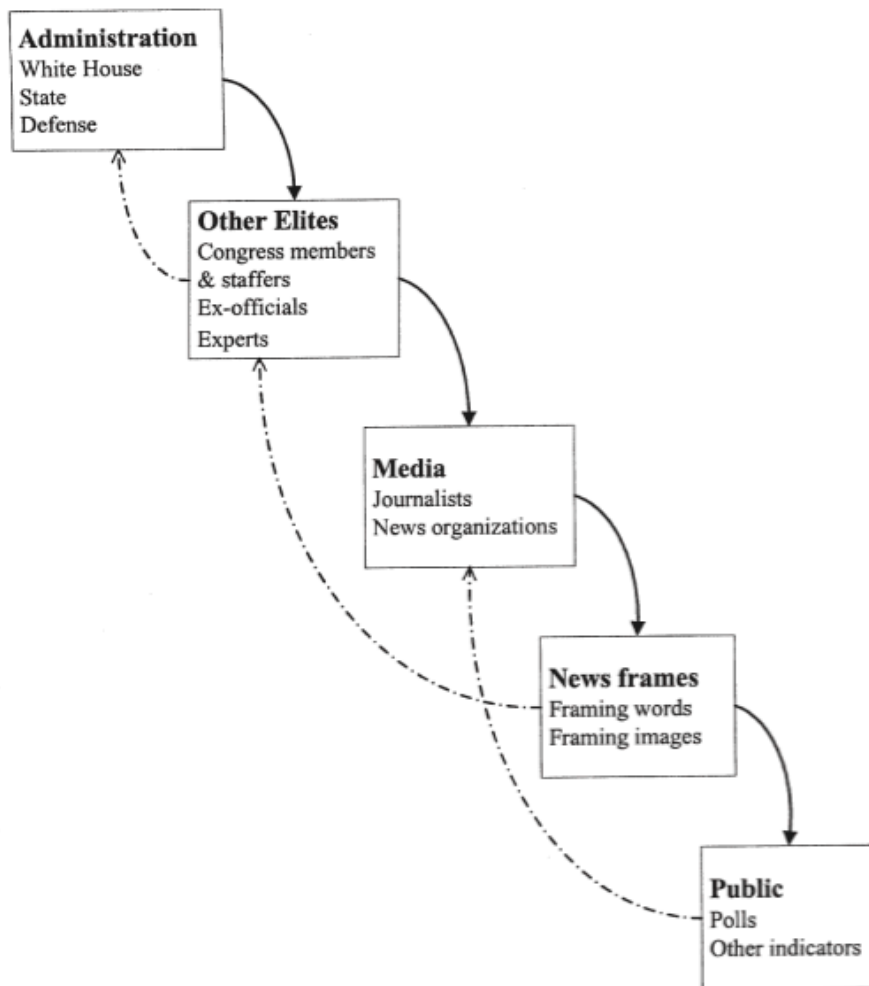 Administration
White House
State
Defense
Other Elites
Congress members
& staffers
Ex-officials
Experts
Media
Journalists
News organizations
News frames
Framing words
Framing images
Public
Polls
Other indicators